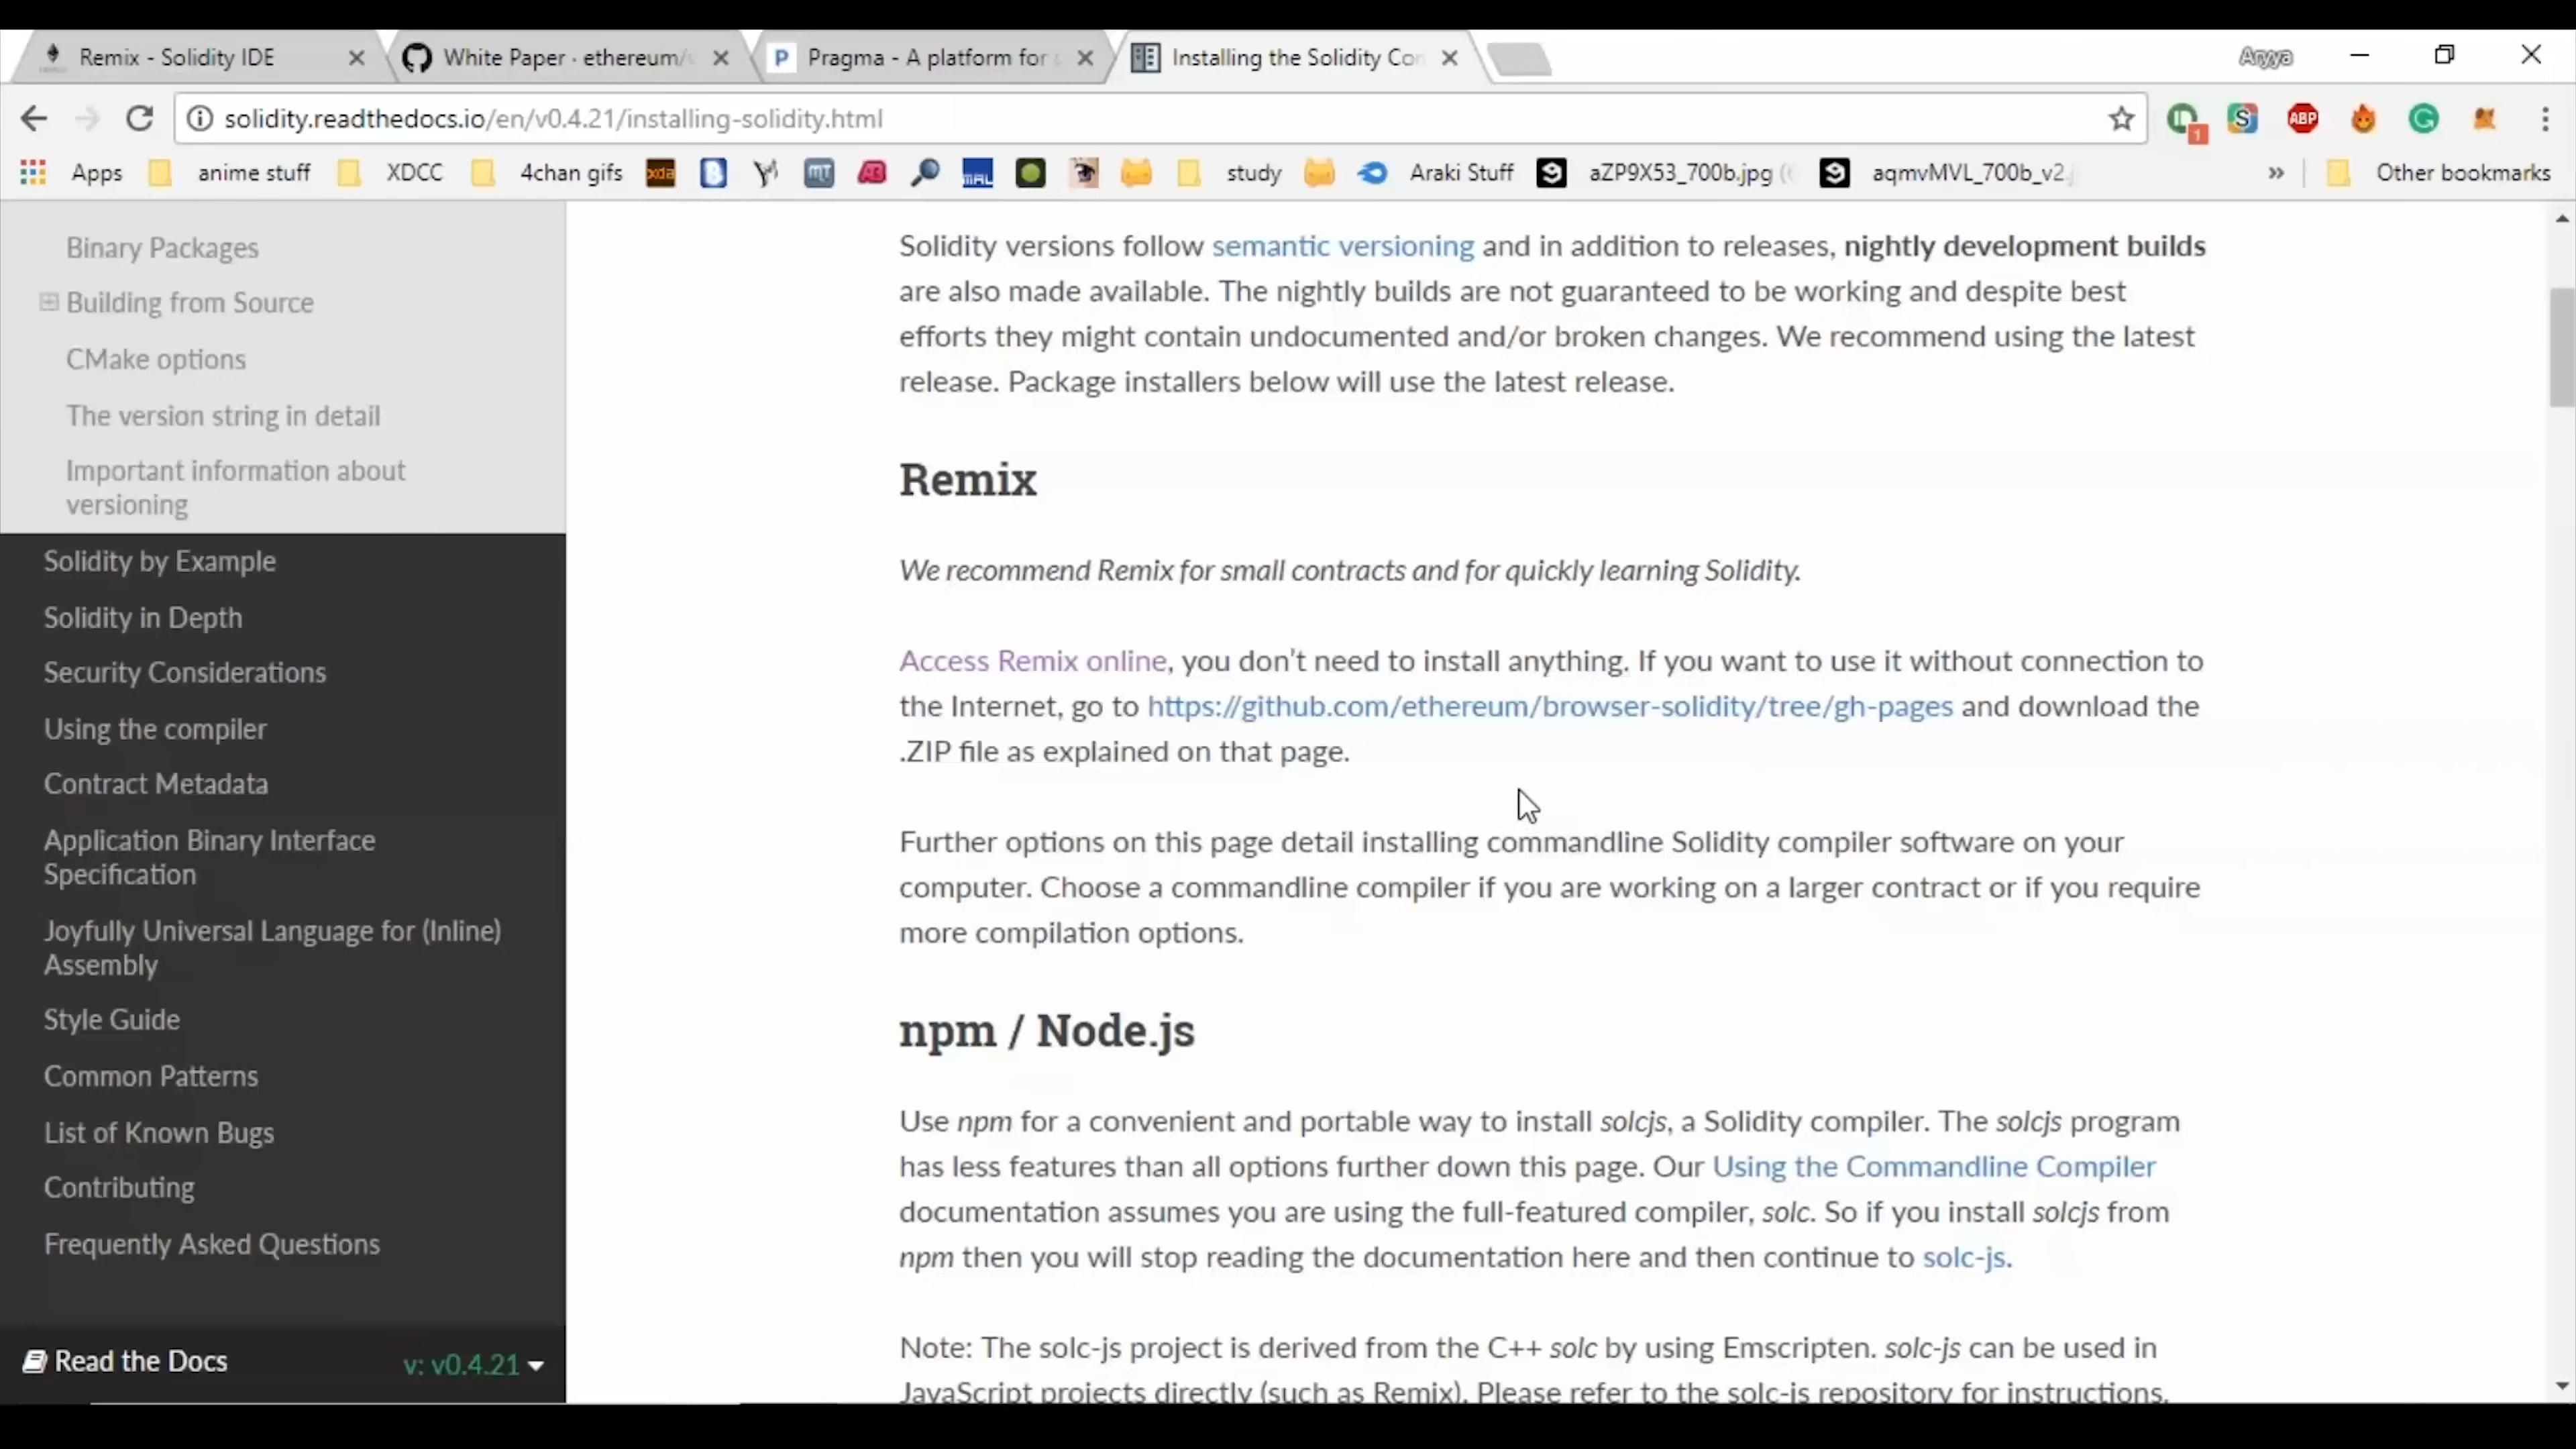 Remix - Solidity IDE
White Paper · ethereum/
Pragma - A platform for
Installing the Solidity Con
Aryya
solidity.readthedocs.io/en/v0.4.21/installing-solidity.html
1
ABP
Apps
anime stuff
XDCC
4chan gifs
xda
MAL
study
Araki Stuff
aZP9X53_700b.jpg (
aqmvMVL_700b_v2.j
»
Other bookmarks
Binary Packages
Building from Source
CMake options
The version string in detail
Important information about
versioning
Solidity by Example
Solidity in Depth
Security Considerations
Using the compiler
Contract Metadata
Application Binary Interface
Specification
Joyfully Universal Language for (Inline)
Assembly
Style Guide
Common Patterns
List of Known Bugs
Contributing
Frequently Asked Questions
Read the Docs
v: v0.4.21
Solidity versions follow semantic versioning and in addition to releases, nightly development builds
are also made available. The nightly builds are not guaranteed to be working and despite best
efforts they might contain undocumented and/or broken changes. We recommend using the latest
release. Package installers below will use the latest release.
Remix
We recommend Remix for small contracts and for quickly learning Solidity.
Access Remix online, you don't need to install anything. If you want to use it without connection to
the Internet, go to https://github.com/ethereum/browser-solidity/tree/gh-pages and download the
.ZIP file as explained on that page.
Further options on this page detail installing commandline Solidity compiler software on your
computer. Choose a commandline compiler if you are working on a larger contract or if you require
more compilation options.
npm / Node.js
Use npm for a convenient and portable way to install solcjs, a Solidity compiler. The solcjs program
has less features than all options further down this page. Our Using the Commandline Compiler
documentation assumes you are using the full-featured compiler, solc. So if you install solcjs from
npm then you will stop reading the documentation here and then continue to solc-js.
Note: The solc-js project is derived from the C++ solc by using Emscripten. solc-js can be used in
JavaScript projects directly (such as Remix). Please refer to the solc-js repository for instructions.